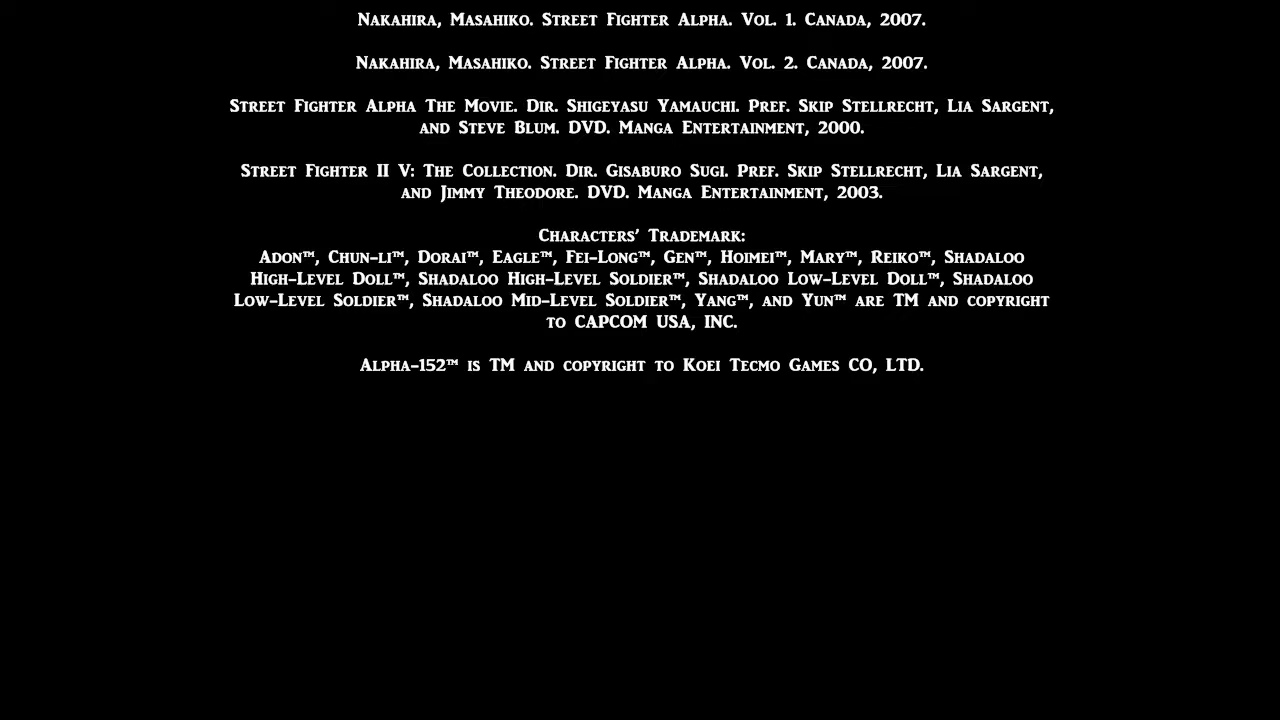 Nakahira, Masahiko. Street Fighter Alpha. Vol. 1. Canada, 2007.
Nakahira, Masahiko. Street Fighter Alpha. Vol. 2. Canada, 2007.
Street Fighter Alpha The Movie. Dir. Shigeyasu Yamauchi. Pref. Skip Stellrecht, Lia Sargent,
and Steve Blum. DVD. Manga Entertainment, 2000.
Street Fighter II V: The Collection. Dir. Gisaburo Sugi. Pref. Skip Stellrecht, Lia Sargent,
and Jimmy Theodore. DVD. Manga Entertainment, 2003.
Characters’ Trademark:
Adon™, Chun-li™, Dorai™, Eagle™, Fei-Long™, Gen™, Hoimei™, Mary™, Reiko™, Shadaloo
High-Level Doll™, Shadaloo High-Level Soldier™, Shadaloo Low-Level Doll™, Shadaloo
Low-Level Soldier™, Shadaloo Mid-Level Soldier™, Yang™, and Yun™ are TM and copyright
to CAPCOM USA, INC.
Alpha-152™ is TM and copyright to Koei Tecmo Games CO, LTD.